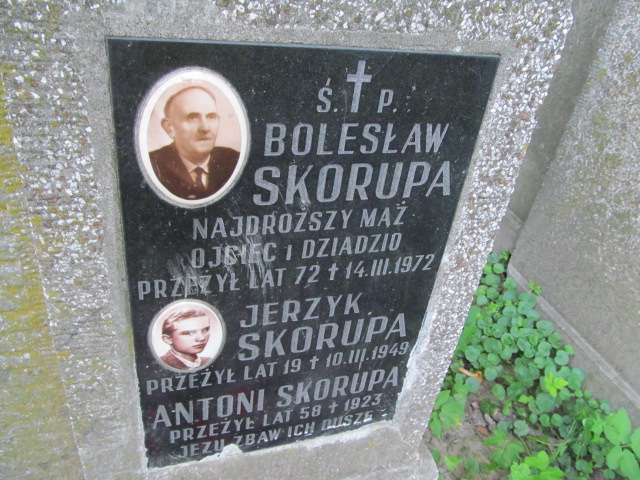 Ś. P.
BOLESŁAW
SKORUPA
NAJDROŻSZY MĄŻ
OJCIEC I DZIADZIO
PRZEŻYŁ LAT 72 † 14.III.1972
JERZYK
SKORUPA
PRZEŻYŁ LAT 19 † 10.III.1949
ANTONI SKORUPA
PRZEŻYŁ LAT 58 † 1923
JEZU ZBAW ICH DUSZE